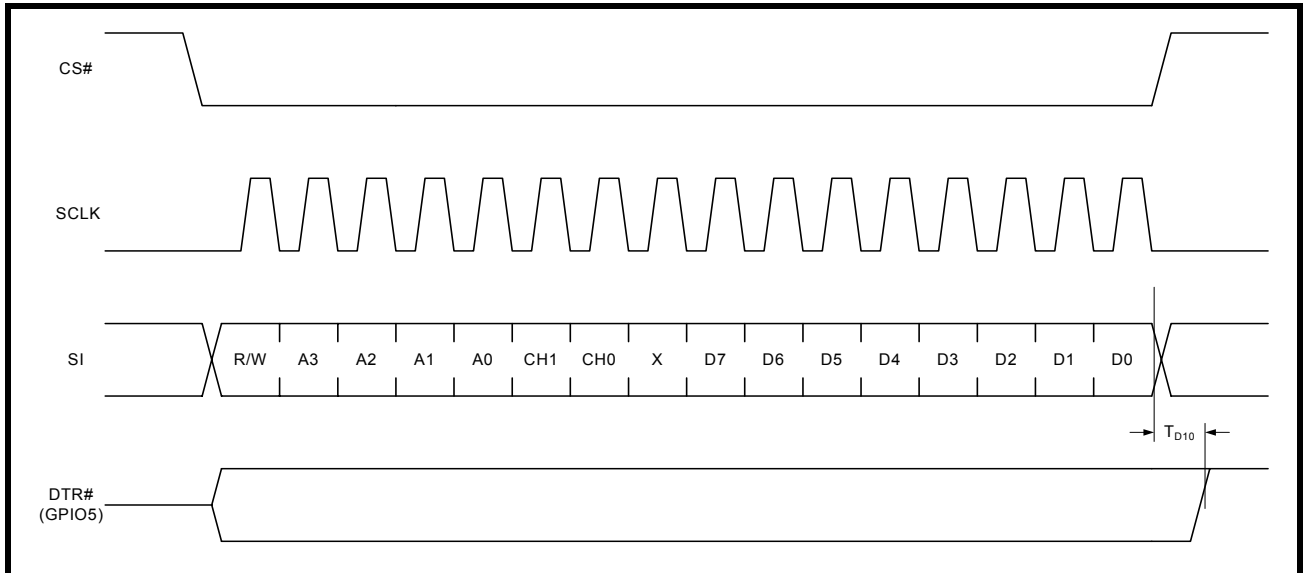 CS#
SCLK
SI R/W A3 A2 A1 A0 CH1 CH0 X D7 D6 D5 D4 D3 D2 D1 D0
TD10
DTR#
(GPIO5)